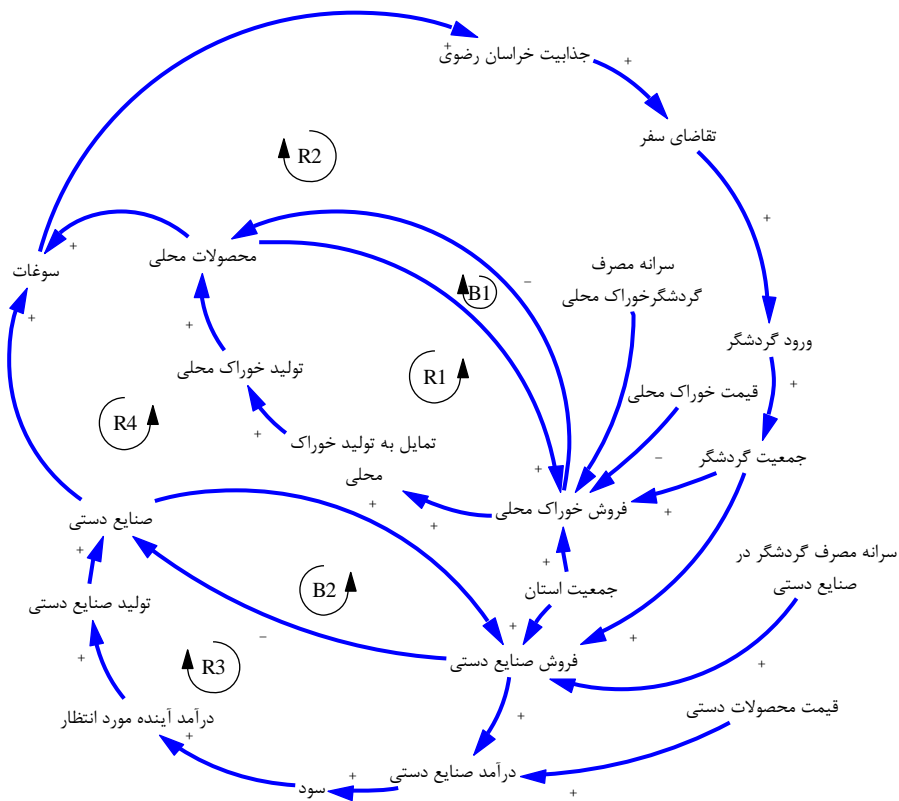 جذابیت خراسان رضوی
+
+
تقاضای سفر
R2
+
محصولات محلی
+
سوغات
سرانه مصرف
گردشگرخوراک محلی
–
B1
+
+
ورود گردشگر
تولید خوراک محلی
R1
+
قیمت خوراک محلی
R4
+
تمایل به تولید خوراک
محلی
–
جمعیت گردشگر
+
+
+
+
فروش خوراک محلی
صنایع دستی
+
+
سرانه مصرف گردشگر در
صنایع دستی
B2
جمعیت استان
تولید صنایع دستی
+
+
–
+
R3
فروش صنایع دستی
+
درآمد آینده مورد انتظار
+
قیمت محصولات دستی
+
درآمد صنایع دستی
+
سود
+